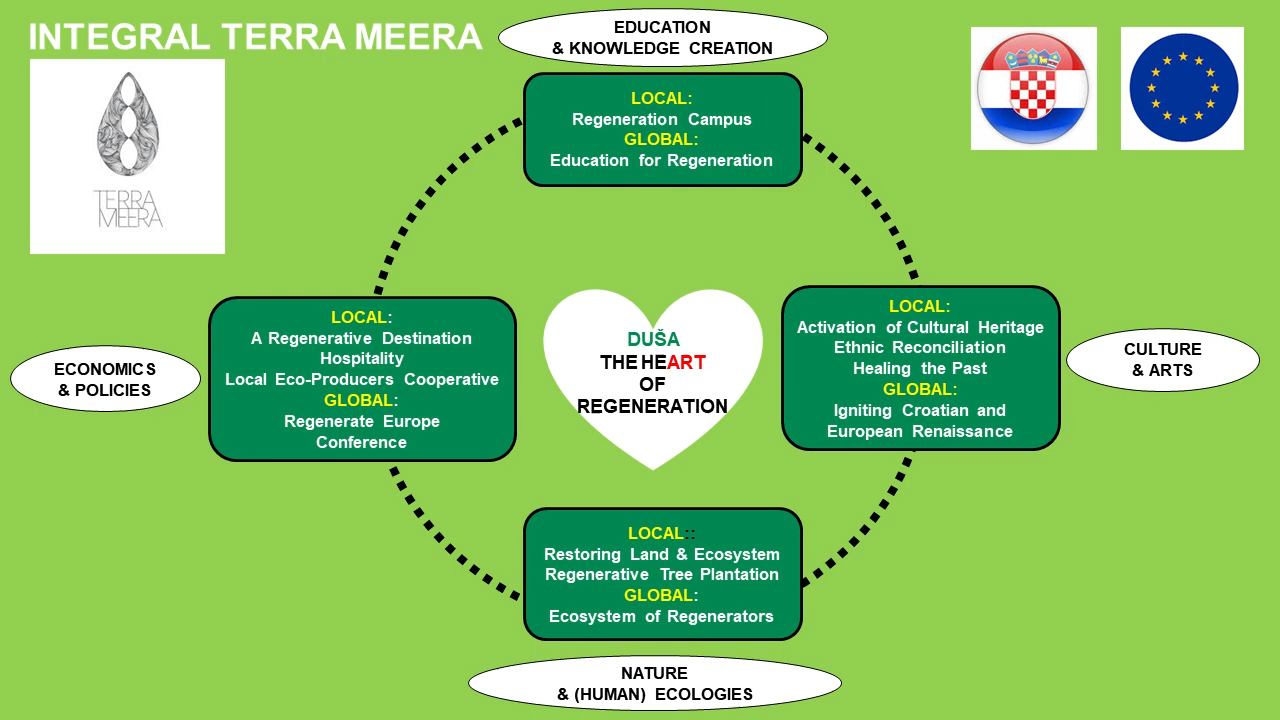 INTEGRAL TERRA MEERA
EDUCATION
& KNOWLEDGE CREATION
TERRA
MEERA
LOCAL:
Regeneration Campus
GLOBAL:
Education for Regeneration
ECONOMICS
& POLICIES
LOCAL:
A Regenerative Destination
Hospitality
Local Eco-Producers Cooperative
GLOBAL:
Regenerate Europe
Conference
DUŠA
THE HEART
OF
REGENERATION
LOCAL:
Activation of Cultural Heritage
Ethnic Reconciliation
Healing the Past
GLOBAL:
Igniting Croatian and
European Renaissance
CULTURE
& ARTS
LOCAL::
Restoring Land & Ecosystem
Regenerative Tree Plantation
GLOBAL:
Ecosystem of Regenerators
NATURE
& (HUMAN) ECOLOGIES